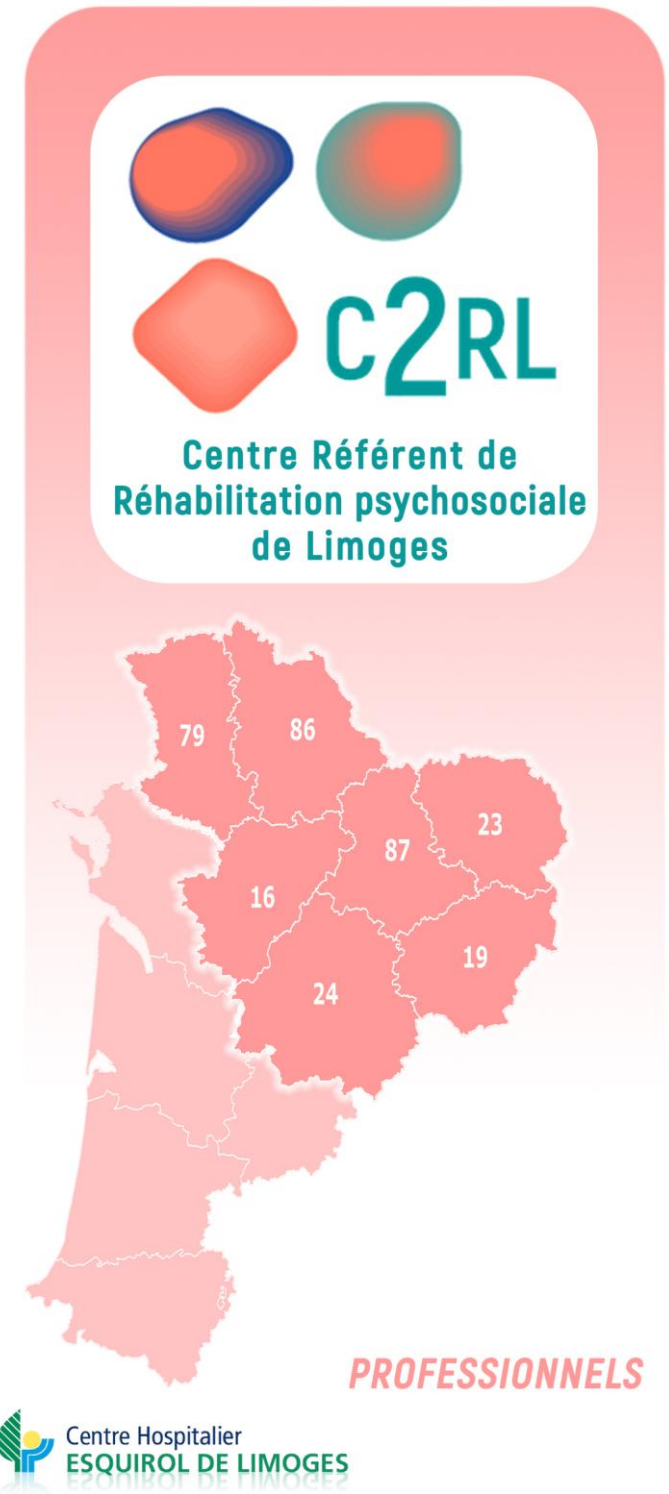 C2RL
Centre Référent de
Réhabilitation psychosociale
de Limoges
79
86
23
87
16
19
24
PROFESSIONNELS
Centre Hospitalier
ESQUIROL DE LIMOGES